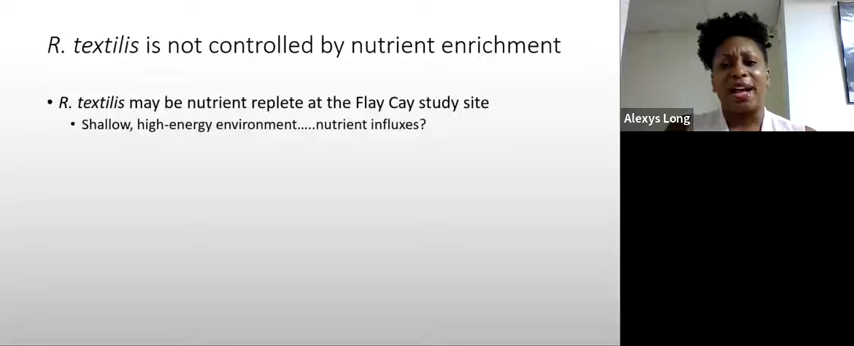 R. textilis is not controlled by nutrient enrichment
• R. textilis may be nutrient replete at the Flay Cay study site
• Shallow, high-energy environment.....nutrient influxes?
Alexys Long